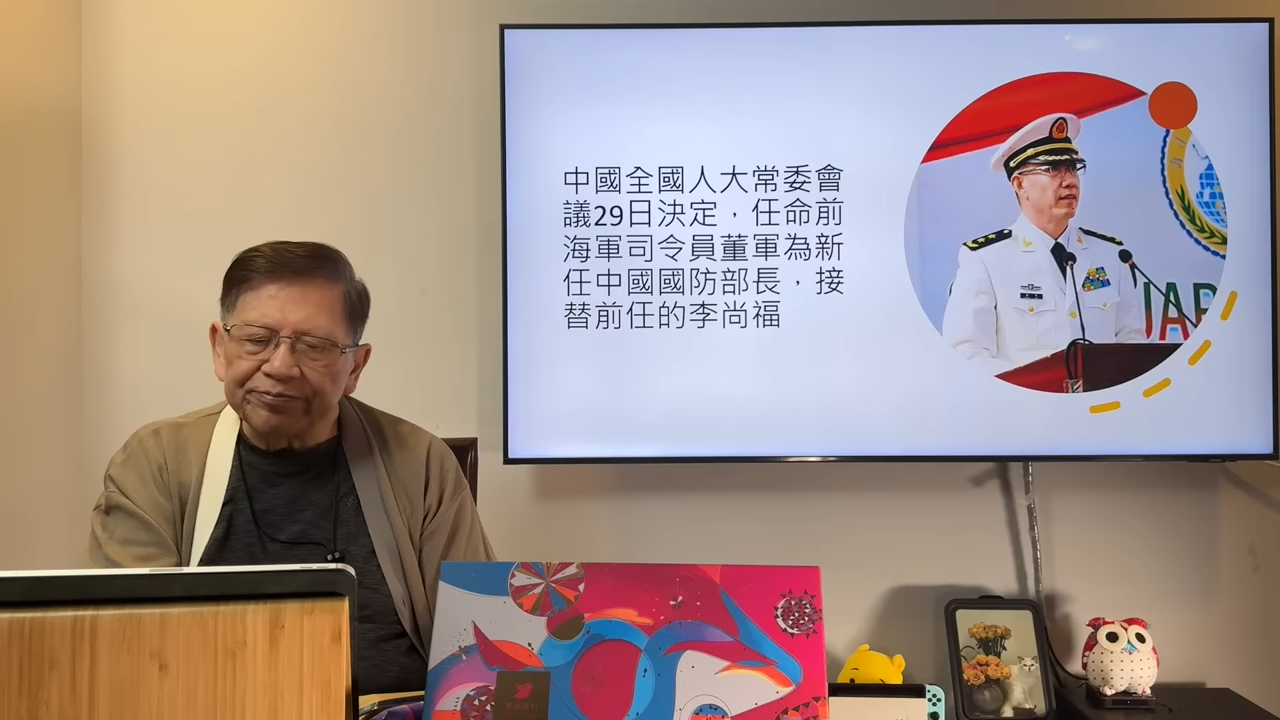 中國全國人大常委會
議29日決定，任命前
海軍司令員董軍為新
任中國國防部長，接
替前任的李尚福